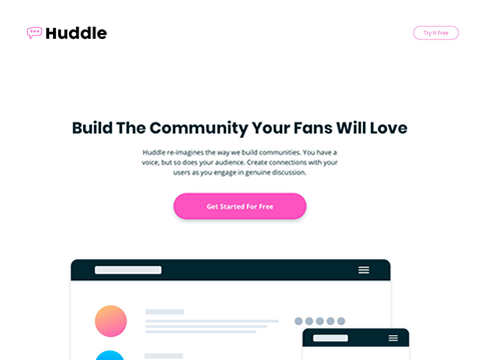 Huddle
Try It Free
Build The Community Your Fans Will Love
Huddle re-imagines the way we build communities. You have a
voice, but so does your audience. Create connections with your
users as you engage in genuine discussion.
Get Started For Free